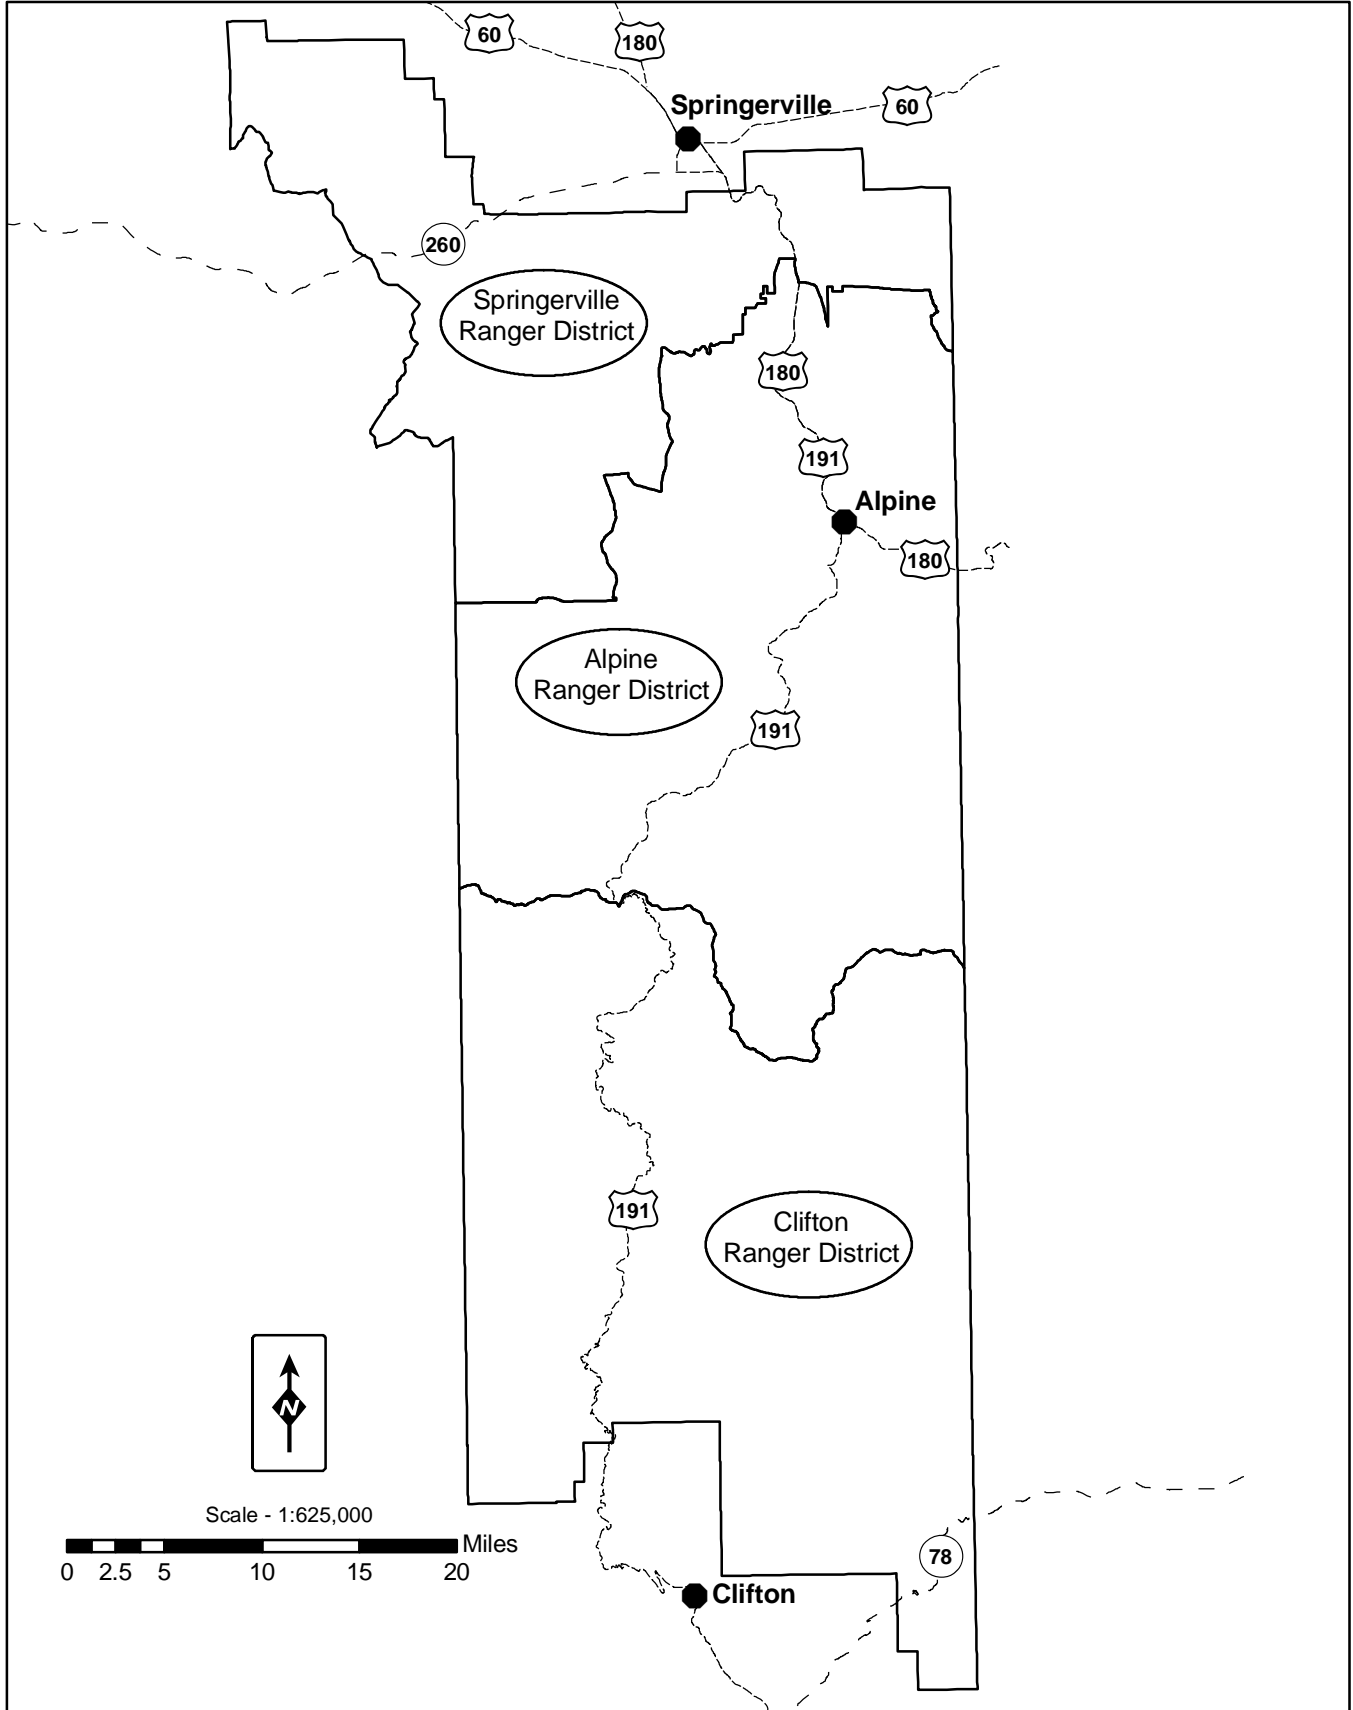 60
180
Springerville
60
260
Springerville
Ranger District
180
191
Alpine
180
Alpine
Ranger District
191
191
Clifton
Ranger District
N
Scale - 1:625,000
Miles
0 2.5 5 10 15 20
78
Clifton